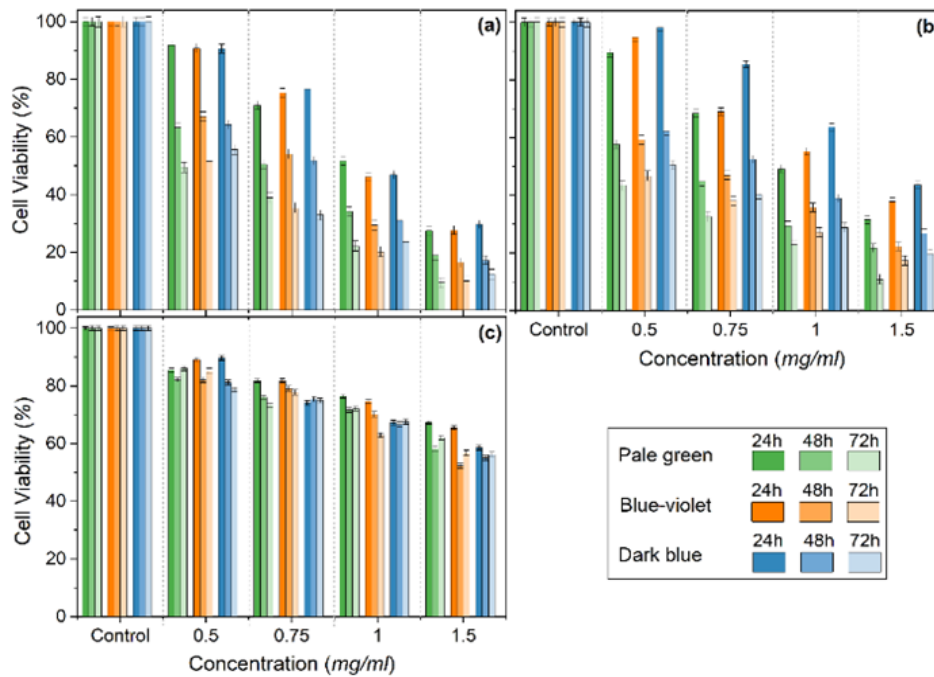 (a)
100
80
60
40
20
0
Cell Viability (%)
(b)
Control 0.5 0.75 1 1.5
Concentration (mg/ml)
(c)
100
80
60
40
20
0
Cell Viability (%)
Control 0.5 0.75 1 1.5
Concentration (mg/ml)
24h 48h 72h
Pale green
24h 48h 72h
Blue-violet
24h 48h 72h
Dark blue